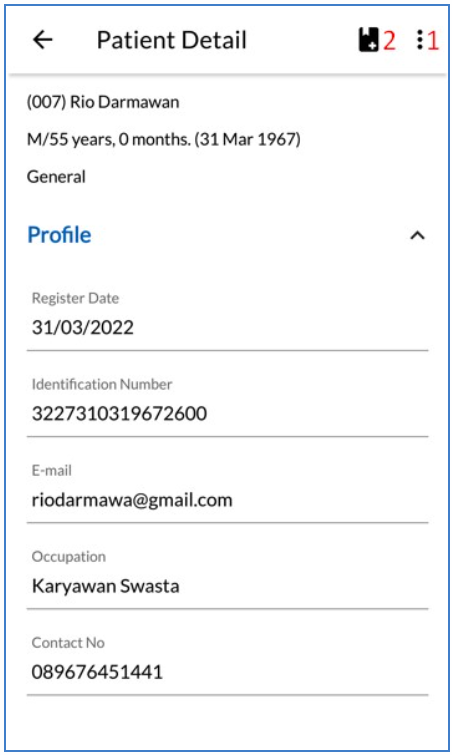 Patient Detail 2 1
(007) Rio Darmawan
M/55 years, 0 months. (31 Mar 1967)
General
Profile
Register Date
31/03/2022
Identification Number
3227310319672600
E-mail
riodarmawa@gmail.com
Occupation
Karyawan Swasta
Contact No
089676451441